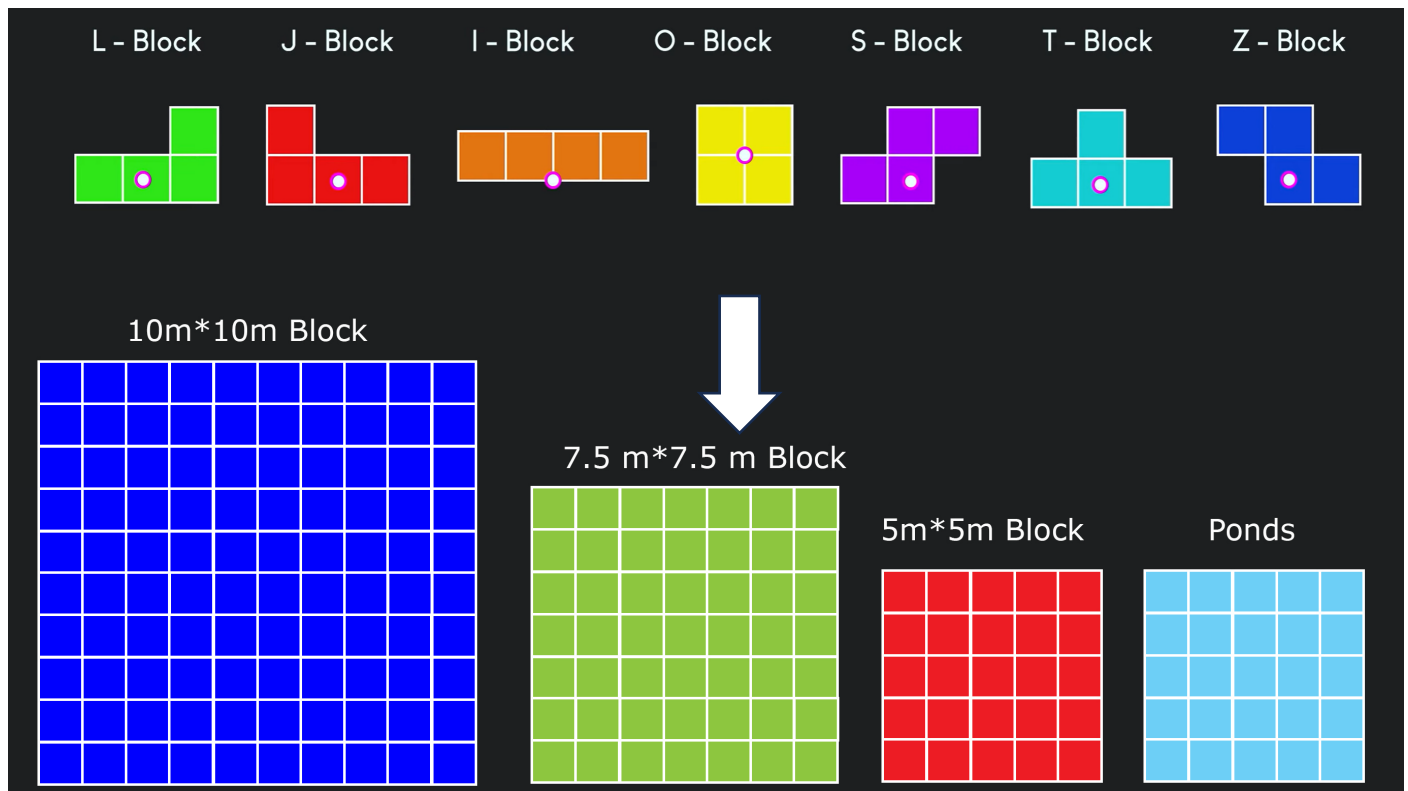 L - Block
J - Block
I - Block
O - Block
S - Block
T - Block
Z - Block
10m*10m Block
7.5 m*7.5 m Block
5m*5m Block
Ponds